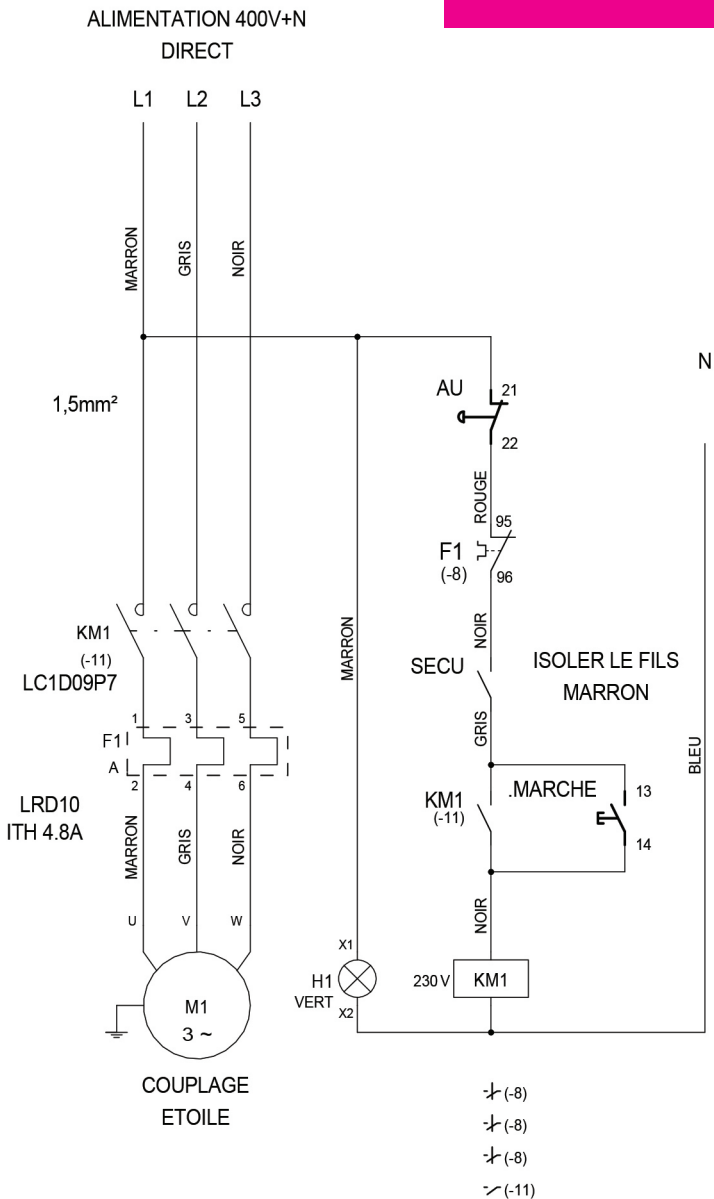 ALIMENTATION 400V+N
DIRECT
L1 L2 L3
MARRON
GRIS
NOIR
N
AU
21
1,5mm²
22
ROUGE
95
F1
(-8)
96
NOIR
KM1
(-11)
LC1D09P7
MARRON
SECU
ISOLER LE FILS
MARRON
GRIS
BLEU
1 3 5
F1
A
2 4 6
.MARCHE
13
KM1
(-11)
14
LRD10
ITH 4.8A
MARRON
GRIS
NOIR
NOIR
U V W
X1
H1
VERT
X2
230 V
KM1
M1
3 ~
COUPLAGE
ETOILE
(-8)
(-8)
(-8)
(-11)